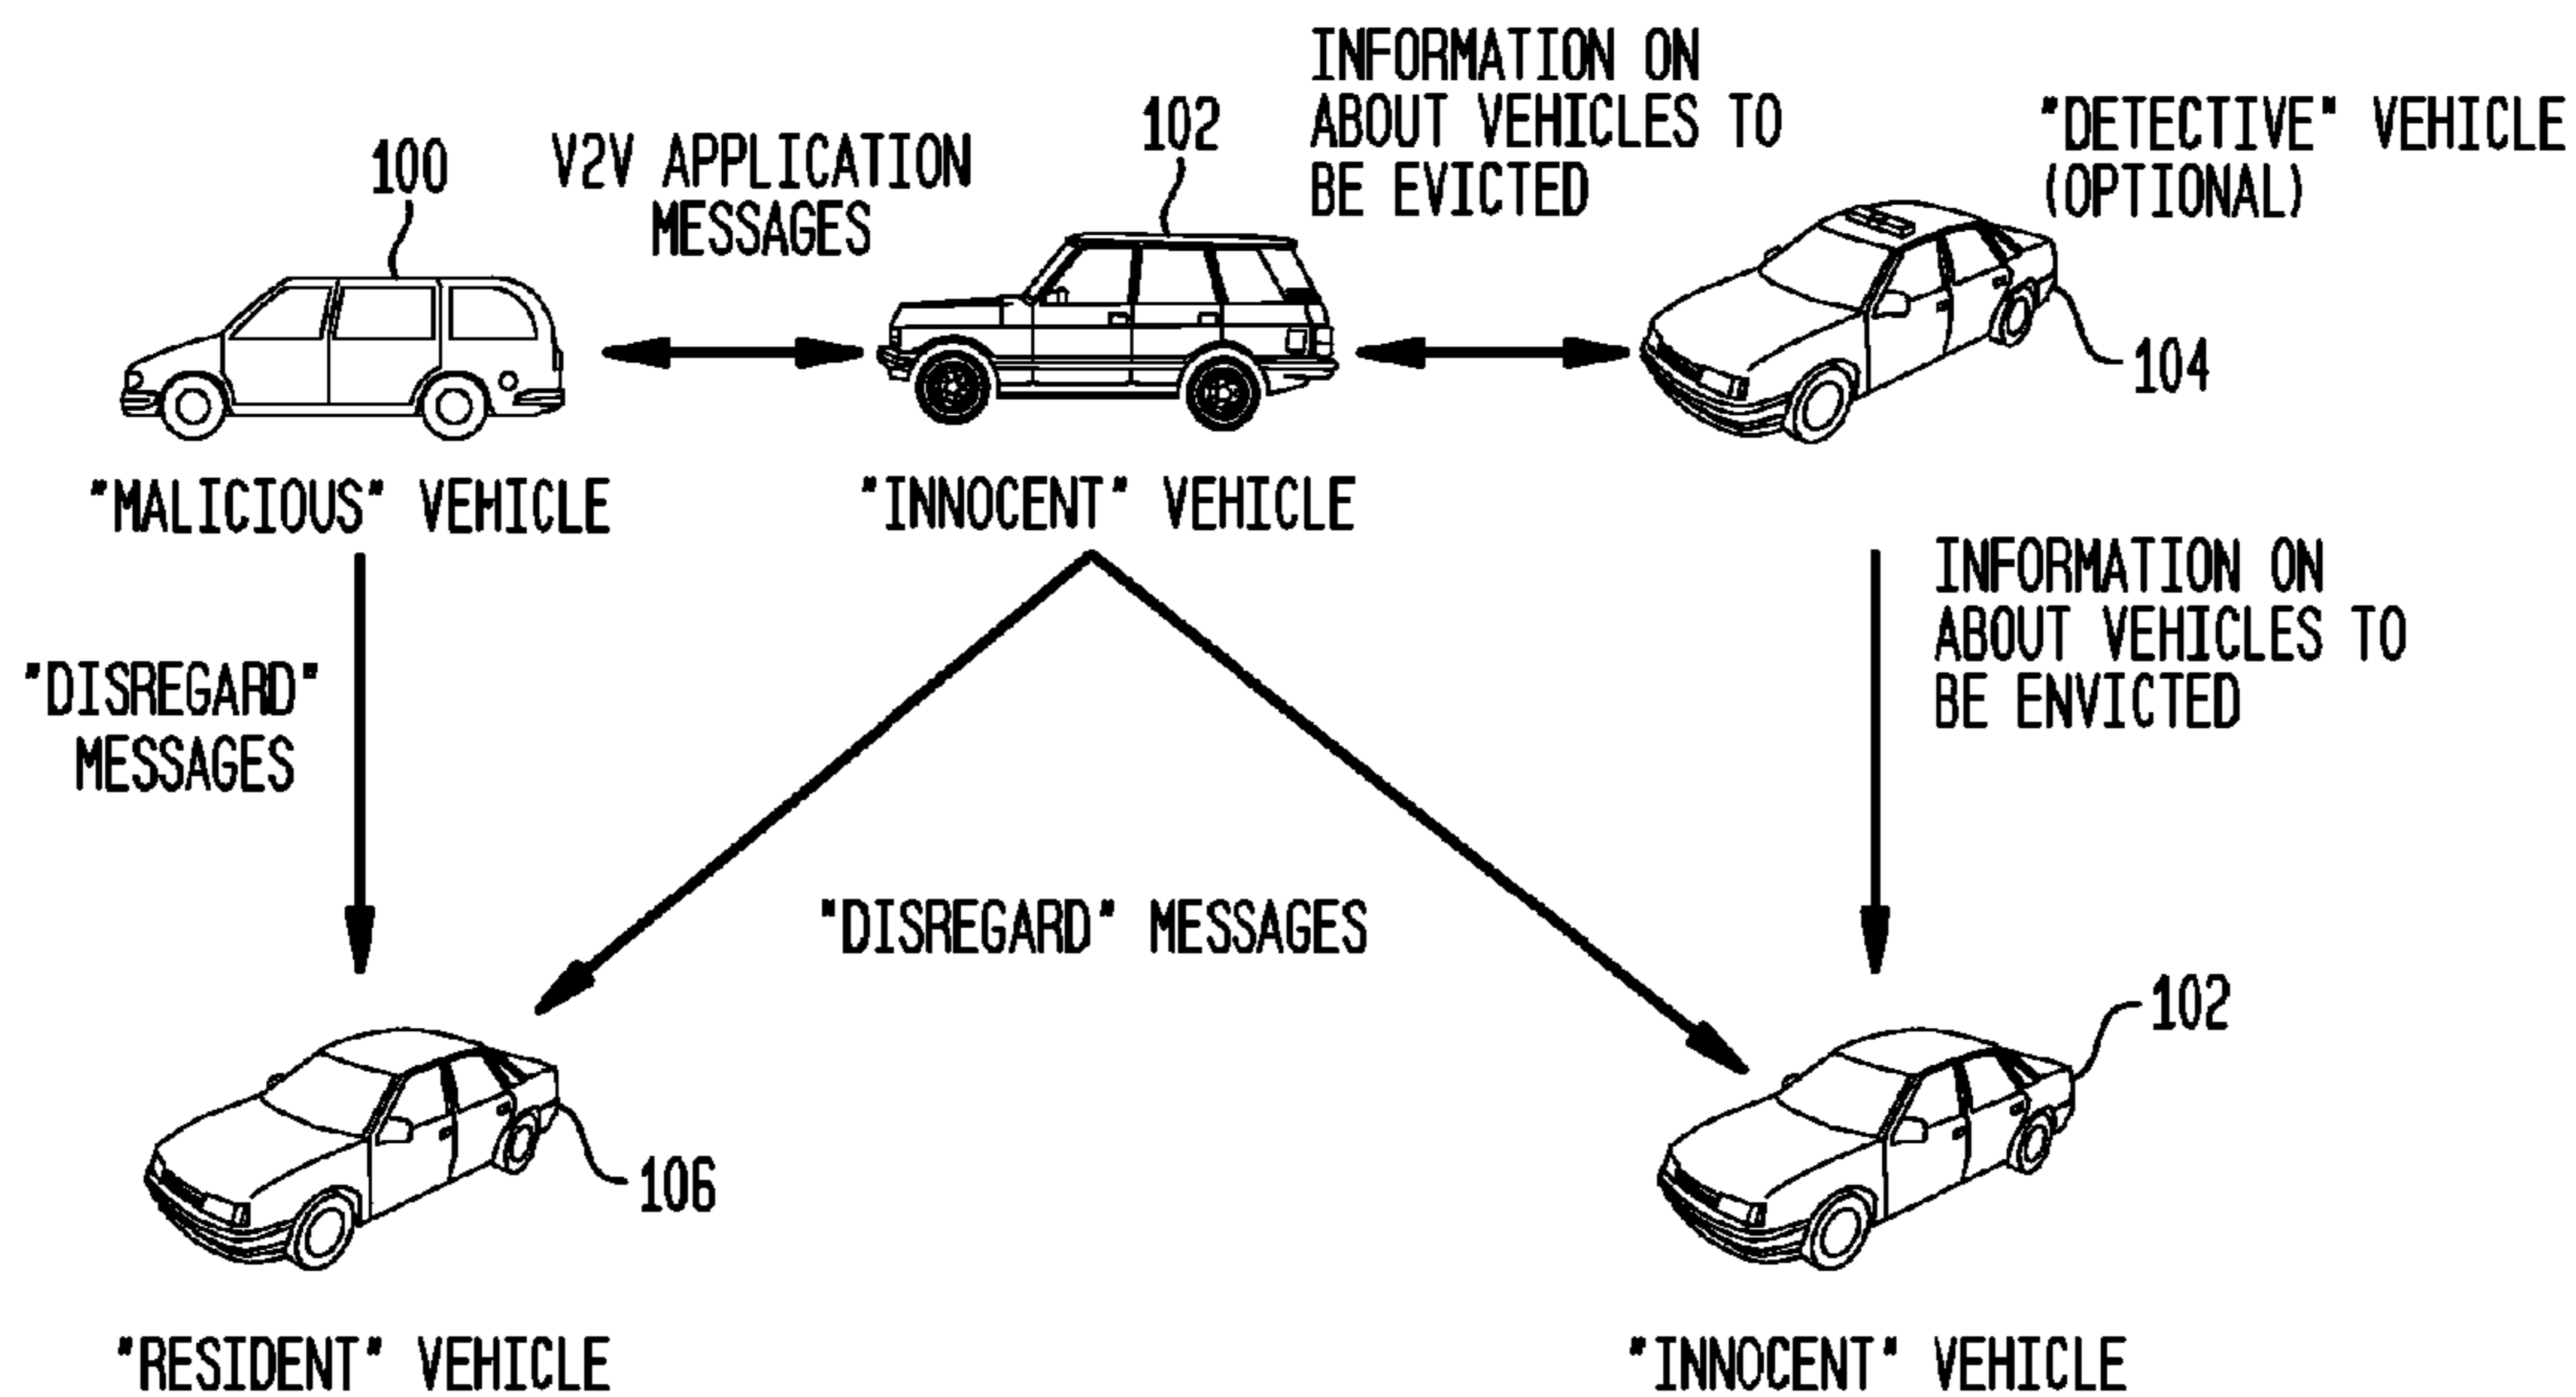 INFORMATION ON
ABOUT VEHICLES TO
BE EVICTED
"DETECTIVE" VEHICLE
(OPTIONAL)
102
100
V2V APPLICATION
MESSAGES
104
"MALICIOUS" VEHICLE
"INNOCENT" VEHICLE
INFORMATION ON
ABOUT VEHICLES TO
BE ENVICTED
"DISREGARD"
MESSAGES
"DISREGARD" MESSAGES
102
106
"RESIDENT" VEHICLE
"INNOCENT" VEHICLE